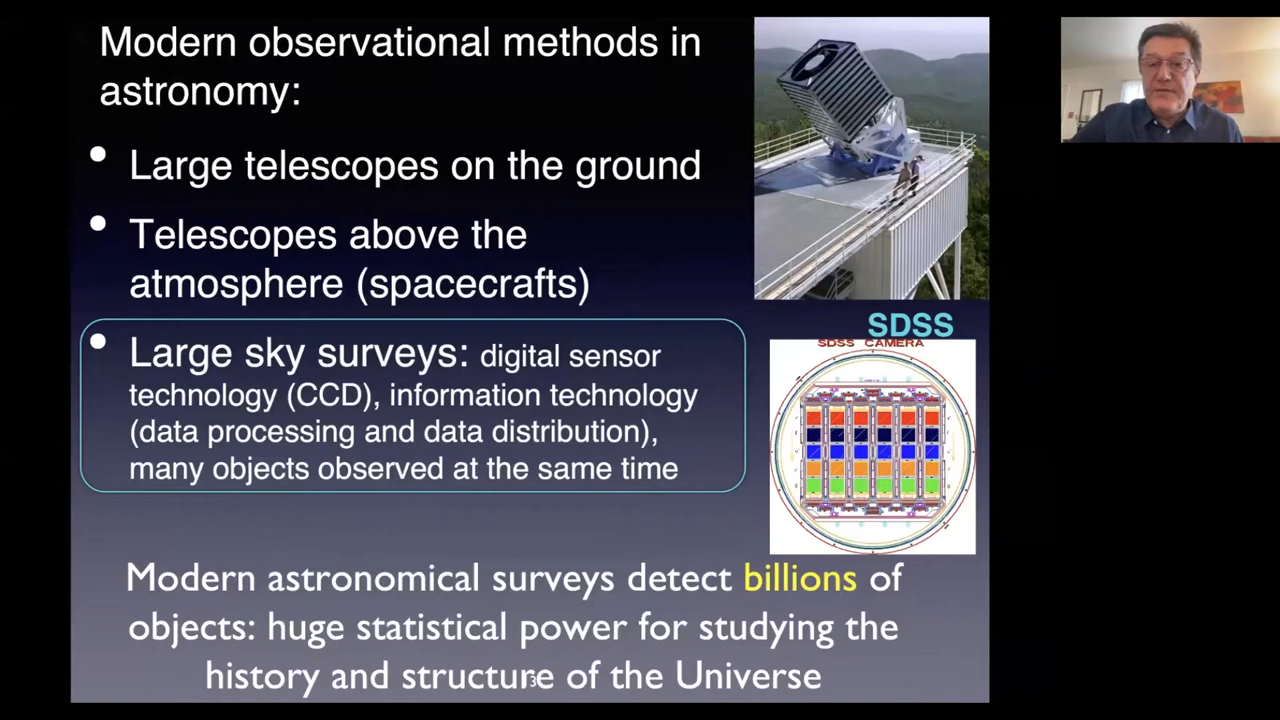 Modern observational methods in
astronomy:
• Large telescopes on the ground
• Telescopes above the
atmosphere (spacecrafts)
• Large sky surveys: digital sensor
technology (CCD), information technology
(data processing and data distribution),
many objects observed at the same time
SDSS
SDSS CAMERA
Modern astronomical surveys detect billions of
objects: huge statistical power for studying the
history and structure of the Universe
3